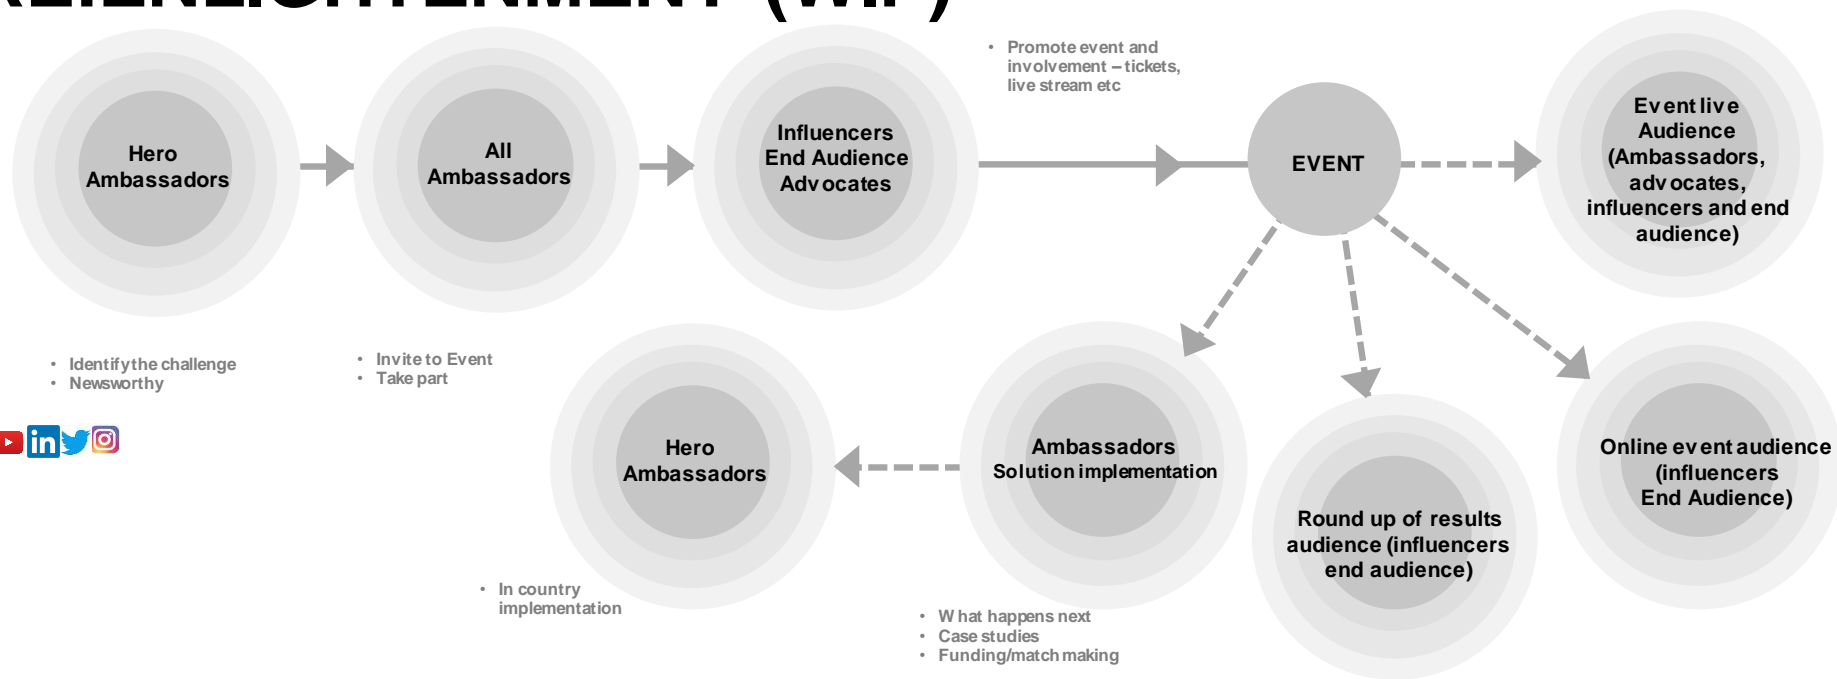 (W.I.P)
Hero
Ambassadors
All
Ambassadors
Influencers
End Audience
Advocates
• Promote event and
involvement – tickets,
live stream etc
EVENT
Event live
Audience
(Ambassadors,
advocates,
influencers and end
audience)
• Identify the challenge
• Newsworthy
• Invite to Event
• Take part
in
Hero
Ambassadors
Ambassadors
Solution implementation
Round up of results
audience (influencers
end audience)
Online event audience
(influencers
End Audience)
• In country
implementation
• What happens next
• Case studies
• Funding/match making